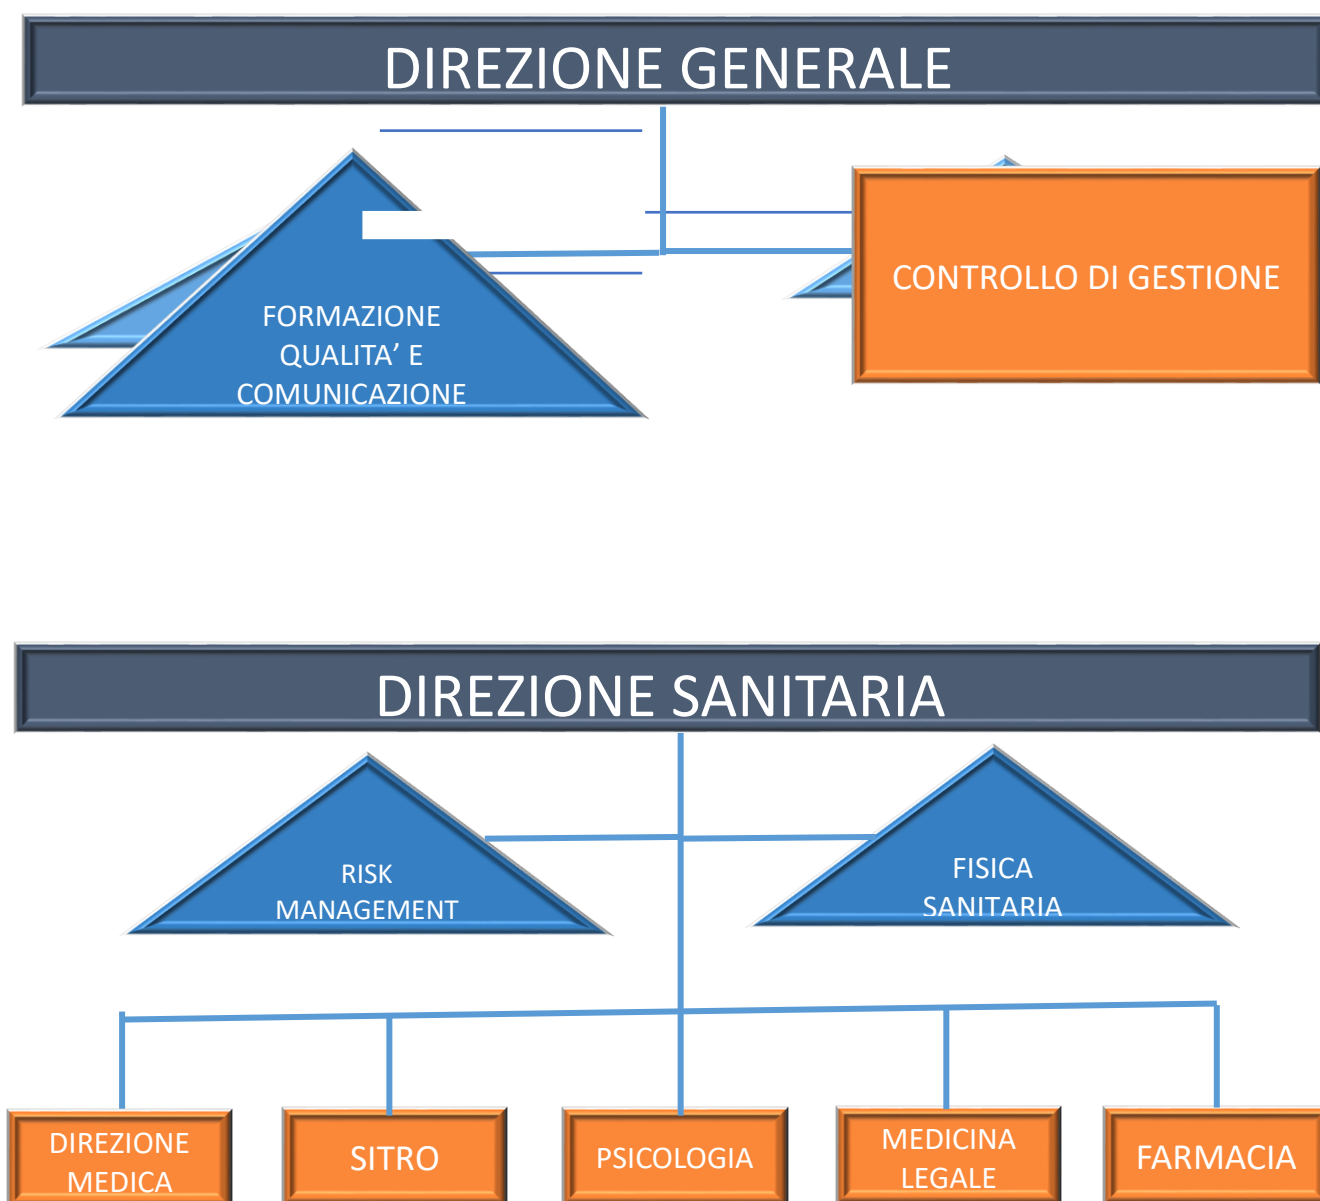 DIREZIONE GENERALE
FORMAZIONE
QUALITA’ E
COMUNICAZIONE
CONTROLLO DI GESTIONE
DIREZIONE SANITARIA
RISK
MANAGEMENT
FISICA
SANITARIA
DIREZIONE
MEDICA
SITRO
PSICOLOGIA
MEDICINA
LEGALE
FARMACIA